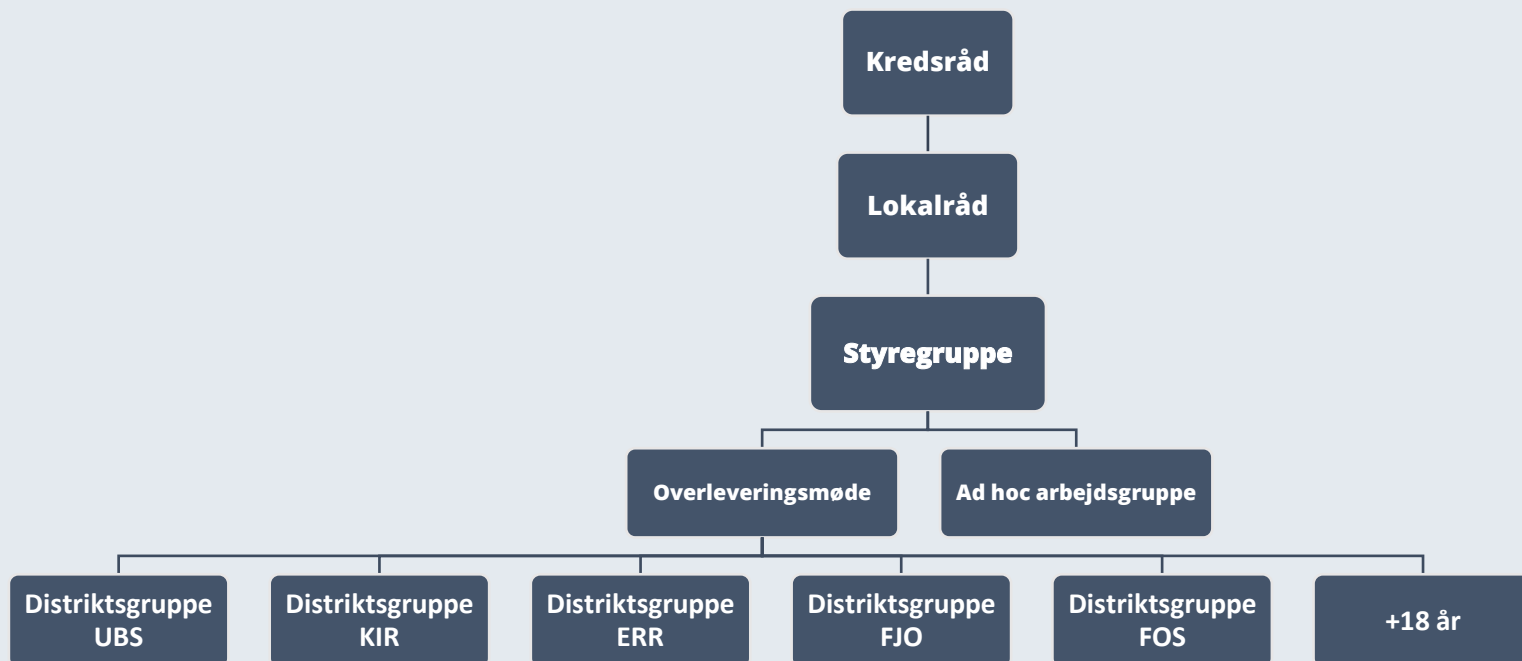 Kredsråd
Lokalråd
Styregruppe
Overleveringsmøde
Ad hoc arbejdsgruppe
Distriktsgruppe
UBS
Distriktsgruppe
KIR
Distriktsgruppe
ERR
Distriktsgruppe
FJO
Distriktsgruppe
FOS
+18 år